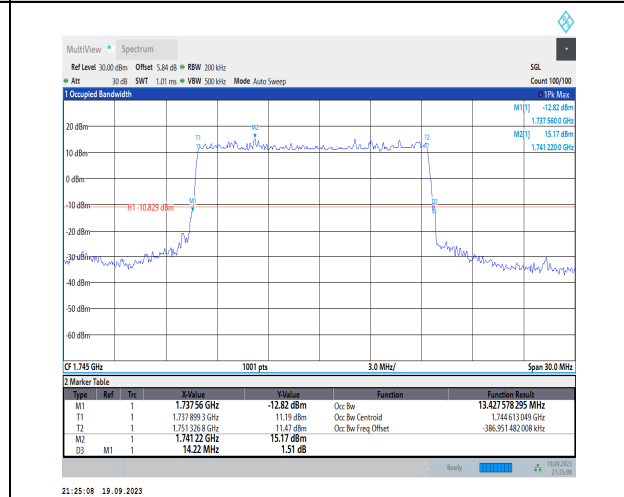 MultiView Spectrum
Ref Level 30.00 dBm Offset 5.84 dB RBW 200 kHz SGL
Att 30 dB SWT 1.01 ms VBW 500 kHz Mode Auto Sweep Count 100/100
1 Occupied Bandwidth 1Pk Max
M1[1] -12.82 dBm
1.737 560 0 GHz
M2[1] 15.17 dBm
1.741 220 0 GHz
20 dBm
T1 M2 T2
10 dBm
0 dBm
M1 D3
-10 dBm
H1 -10.829 dBm
-20 dBm
-30 dBm
-40 dBm
-50 dBm
-60 dBm
CF 1.745 GHz 1001 pts 3.0 MHz/ Span 30.0 MHz
2 Marker Table
Type Ref Trc X-Value Y-Value Function Function Result
M1 1 1.737 56 GHz -12.82 dBm Occ Bw 13.427 578 295 MHz
T1 1 1.737 899 3 GHz 11.19 dBm Occ Bw Centroid 1.744 613 049 GHz
T2 1 1.751 326 8 GHz 11.47 dBm Occ Bw Freq Offset -386.951 482 008 kHz
M2 1 1.741 22 GHz 15.17 dBm
D3 M1 1 14.22 MHz 1.51 dB
Ready 19.09.2023
21:25:08
21:25:08 19.09.2023